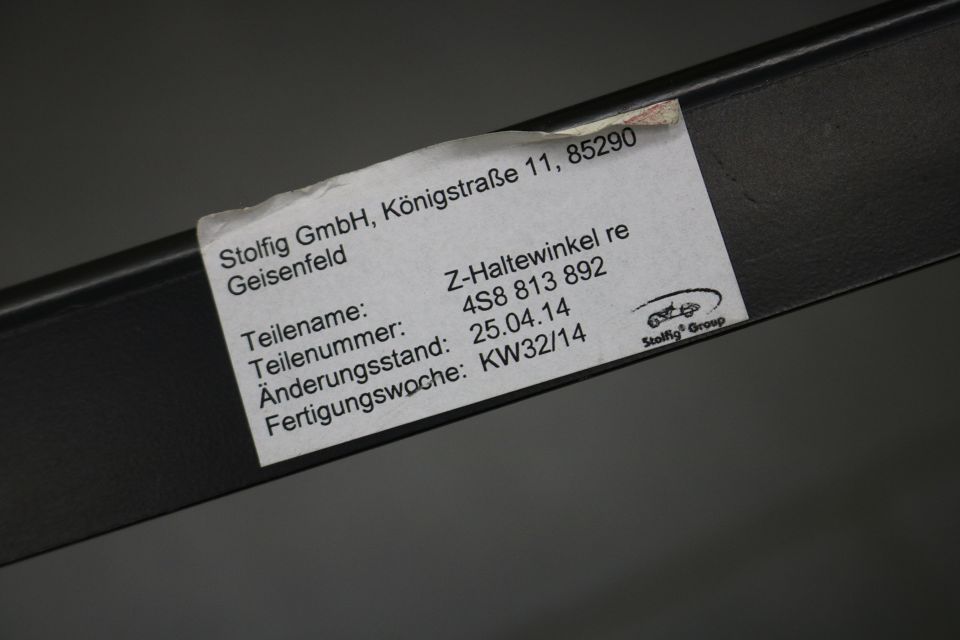 Stolfig GmbH, Königstraße 11, 85290
Geisenfeld
Teilename: Z-Haltewinkel re
Teilenummer: 4S8 813 892
Änderungsstand: 25.04.14
Fertigungswoche: KW32/14
Stolfig® Group